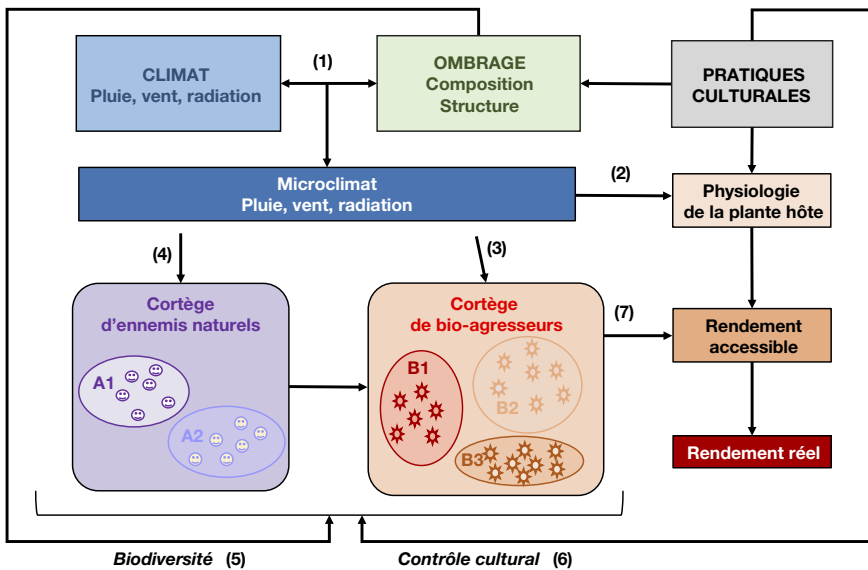 CLIMAT
Pluie, vent, radiation
(1)
OMBRAGE
Composition
Structure
PRATIQUES
CULTURALES
Microclimat
Pluie, vent, radiation
(2)
Physiologie
de la plante hôte
(4)
(3)
Cortège
d’ennemis naturels
A1
A2
Cortège
de bio-agresseurs
B1
B2
B3
(7)
Rendement
accessible
Rendement réel
Biodiversité (5)
Contrôle cultural (6)